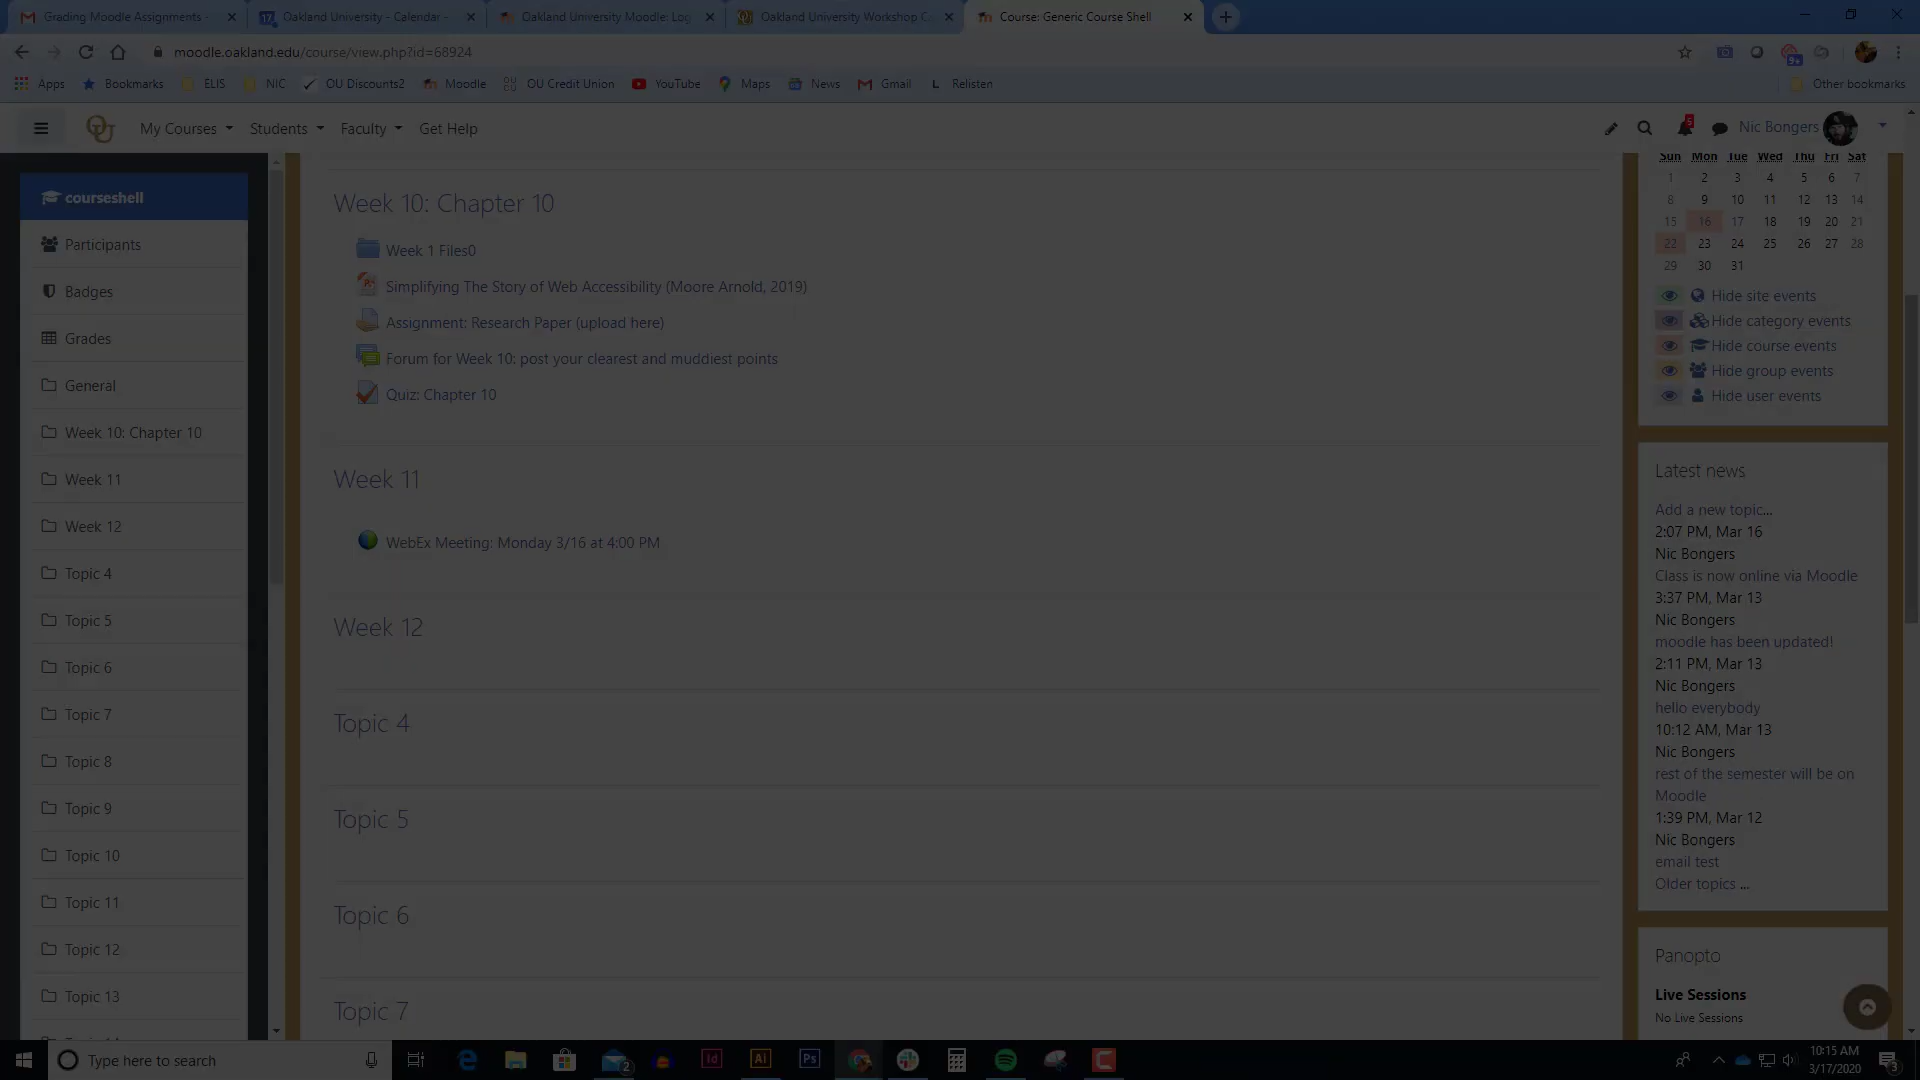 Grading Moodle Assignments -
Oakland University - Calendar -
Oakland University Moodle: Log
Oakland University Workshop C
Course: Generic Course Shell
moodle.oakland.edu/course/view.php?id=68924
9+
Apps
Bookmarks
ELIS
NIC
OU Discounts2
Moodle
OU Credit Union
YouTube
Maps
News
Gmail
L Relisten
Other bookmarks
My Courses
Students
Faculty
Get Help
5
Nic Bongers
courseshell
Participants
Badges
Grades
General
Week 10: Chapter 10
Week 11
Week 12
Topic 4
Topic 5
Topic 6
Topic 7
Topic 8
Topic 9
Topic 10
Topic 11
Topic 12
Topic 13
Week 10: Chapter 10
Week 1 Files0
Simplifying The Story of Web Accessibility (Moore Arnold, 2019)
Assignment: Research Paper (upload here)
Forum for Week 10: post your clearest and muddiest points
Quiz: Chapter 10
Week 11
WebEx Meeting: Monday 3/16 at 4:00 PM
Week 12
Topic 4
Topic 5
Topic 6
Topic 7
Sun Mon Tue Wed Thu Fri Sat
1 2 3 4 5 6 7
8 9 10 11 12 13 14
15 16 17 18 19 20 21
22 23 24 25 26 27 28
29 30 31
Hide site events
Hide category events
Hide course events
Hide group events
Hide user events
Latest news
Add a new topic...
2:07 PM, Mar 16
Nic Bongers
Class is now online via Moodle
3:37 PM, Mar 13
Nic Bongers
moodle has been updated!
2:11 PM, Mar 13
Nic Bongers
hello everybody
10:12 AM, Mar 13
Nic Bongers
rest of the semester will be on
Moodle
1:39 PM, Mar 12
Nic Bongers
email test
Older topics ...
Panopto
Live Sessions
No Live Sessions
Type here to search
2
Id
Ai
Ps
10:15 AM
3/17/2020
3